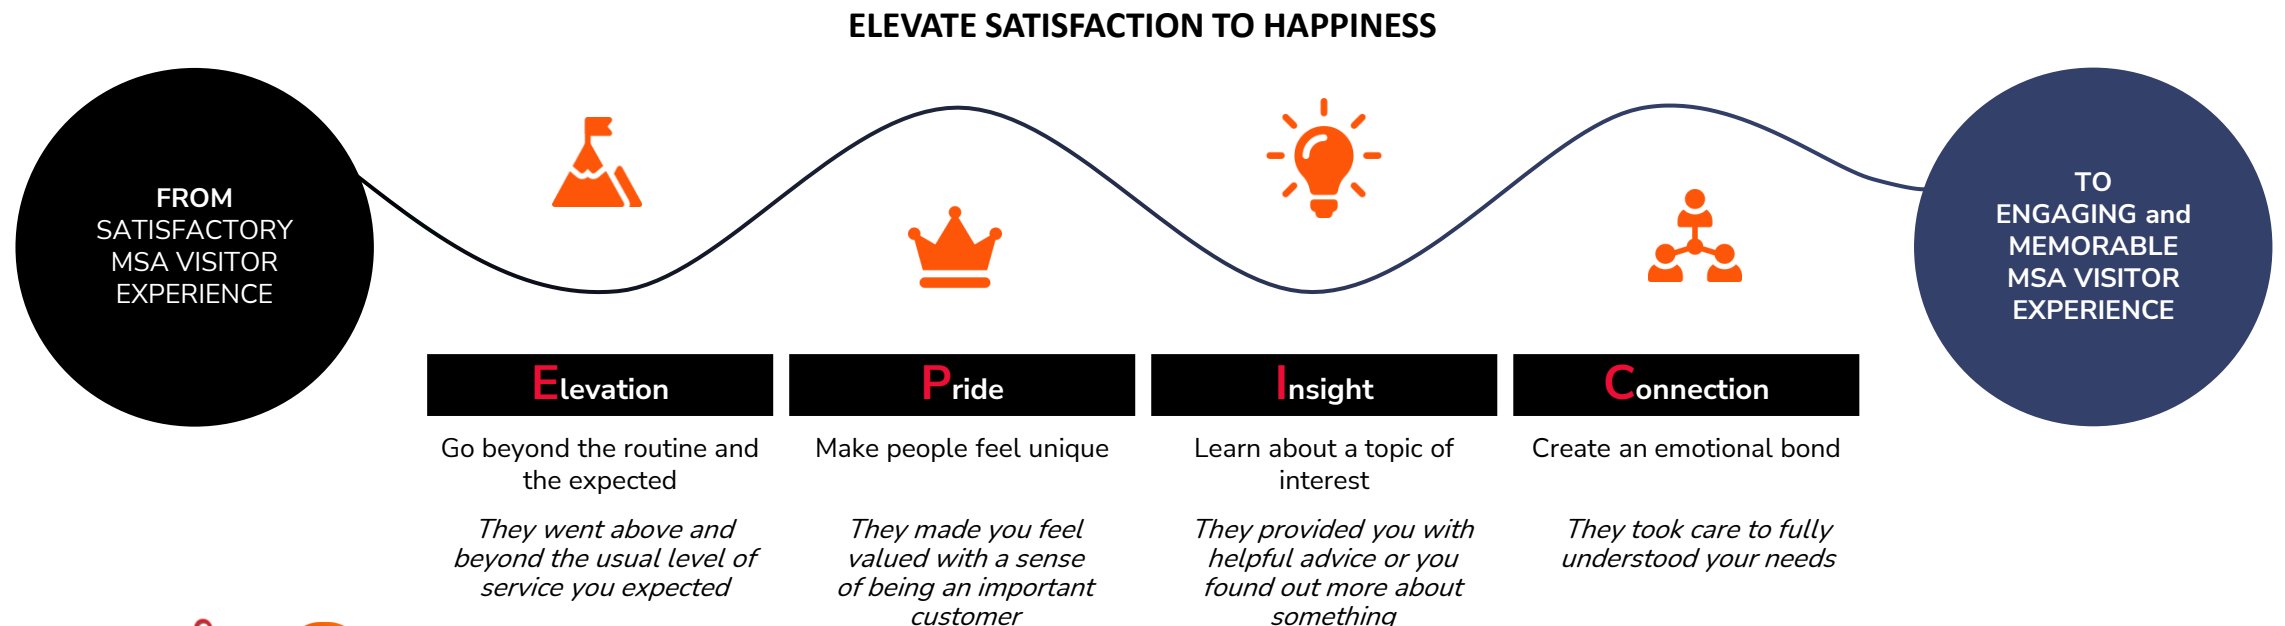 ELEVATE SATISFACTION TO HAPPINESS
FROM
SATISFACTORY
MSA VISITOR
EXPERIENCE
TO
ENGAGING and
MEMORABLE
MSA VISITOR
EXPERIENCE
Elevation
Go beyond the routine and
the expected
They went above and
beyond the usual level of
service you expected
Pride
Make people feel unique
They made you feel
valued with a sense
of being an important
customer
Insight
Learn about a topic of
interest
They provided you with
helpful advice or you
found out more about
something
Connection
Create an emotional bond
They took care to fully
understood your needs